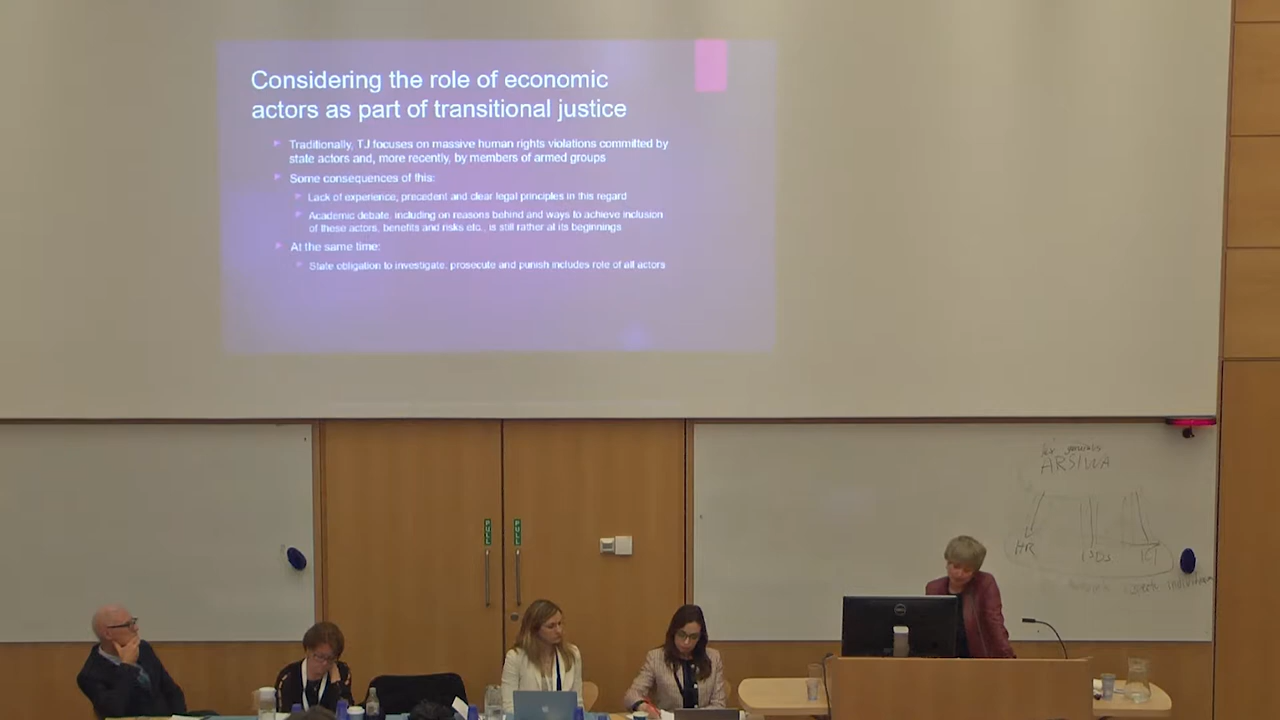 Considering the role of economic
actors as part of transitional justice
Traditionally, TJ focuses on massive human rights violations committed by
state actors and, more recently, by members of armed groups
Some consequences of this:
Lack of experience, precedent and clear legal principles in this regard
Academic debate, including on reasons behind and ways to achieve inclusion
of these actors, benefits and risks etc., is still rather at its beginnings
At the same time:
State obligation to investigate, prosecute and punish includes role of all actors
ARSIWA
HR
ISDS
ICT
PULL
PULL
DELL